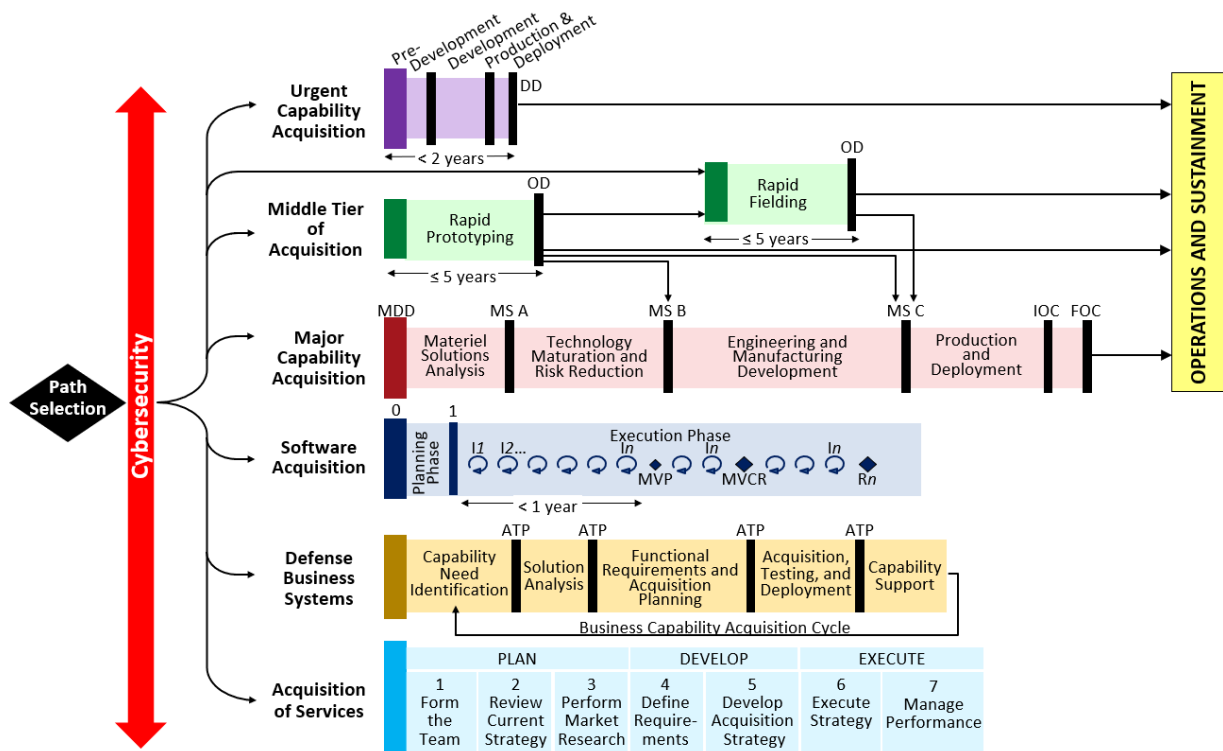 Path
Selection
Cybersecurity
OPERATIONS AND SUSTAINMENT
Urgent
Capability
Acquisition
Pre-
Development
Development
Production &
Deployment
DD
< 2 years
Middle Tier
of
Acquisition
Rapid
Prototyping
OD
≤ 5 years
Rapid
Fielding
OD
≤ 5 years
Major
Capability
Acquisition
MDD
MS A
MS B
MS C
IOC
FOC
Materiel
Solutions
Analysis
Technology
Maturation and
Risk Reduction
Engineering and
Manufacturing
Development
Production
and
Deployment
Software
Acquisition
0
1
Planning
Phase
Execution Phase
I1
I2...
In
In
In
MVP
MVCR
Rn
< 1 year
Defense
Business
Systems
ATP
ATP
ATP
ATP
Capability
Need
Identification
Solution
Analysis
Functional
Requirements and
Acquisition
Planning
Acquisition,
Testing, and
Deployment
Capability
Support
Business Capability Acquisition Cycle
Acquisition
of Services
PLAN
DEVELOP
EXECUTE
1
Form
the
Team
2
Review
Current
Strategy
3
Perform
Market
Research
4
Define
Require-
ments
5
Develop
Acquisition
Strategy
6
Execute
Strategy
7
Manage
Performance